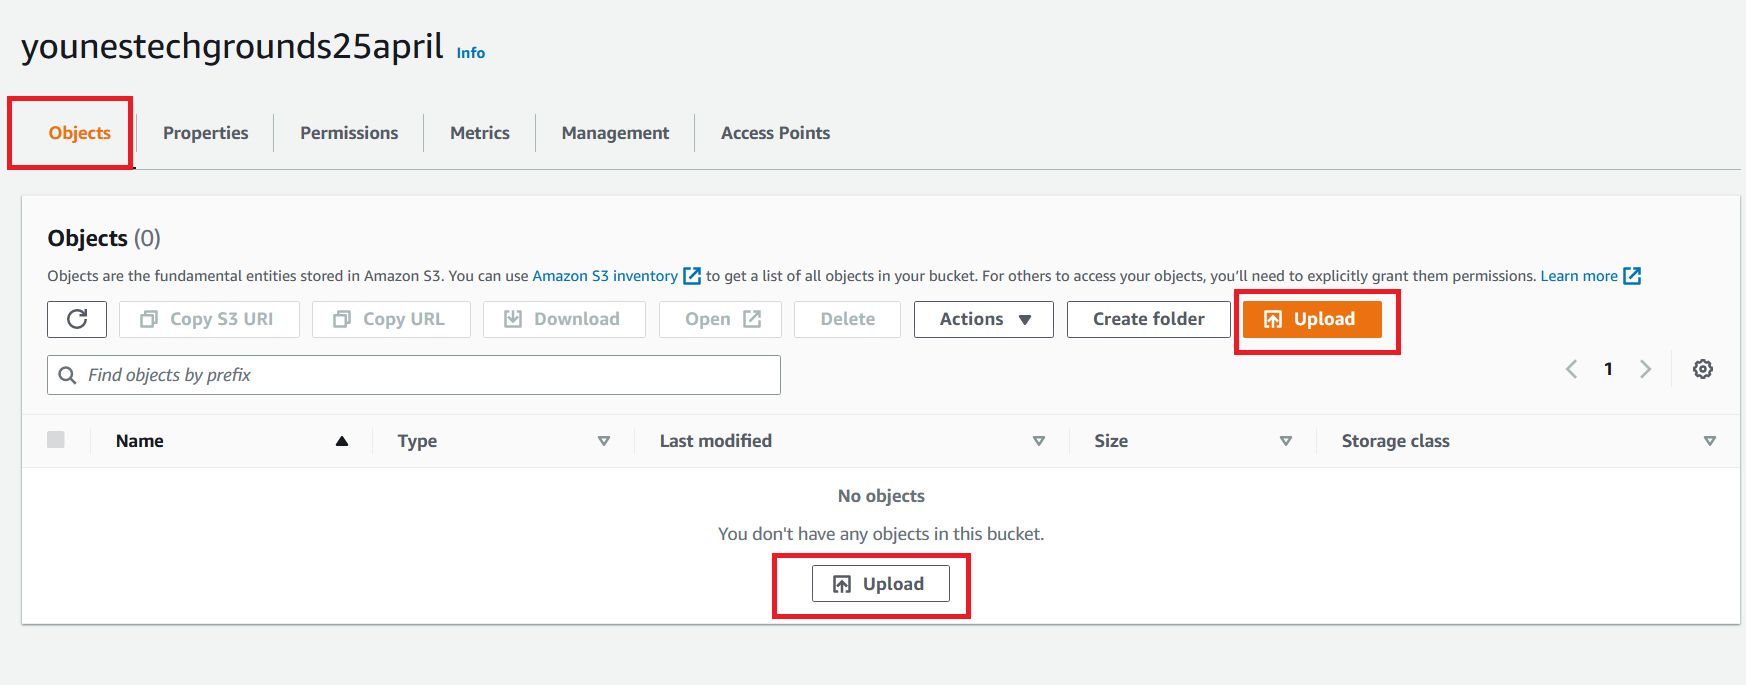 younestechgrounds25april Info
Objects Properties Permissions Metrics Management Access Points
Objects (0)
Objects are the fundamental entities stored in Amazon S3. You can use Amazon S3 inventory to get a list of all objects in your bucket. For others to access your objects, you'll need to explicitly grant them permissions. Learn more
Copy S3 URI Copy URL Download Open Delete Actions Create folder Upload
Find objects by prefix 1
Name Type Last modified Size Storage class
No objects
You don't have any objects in this bucket.
Upload